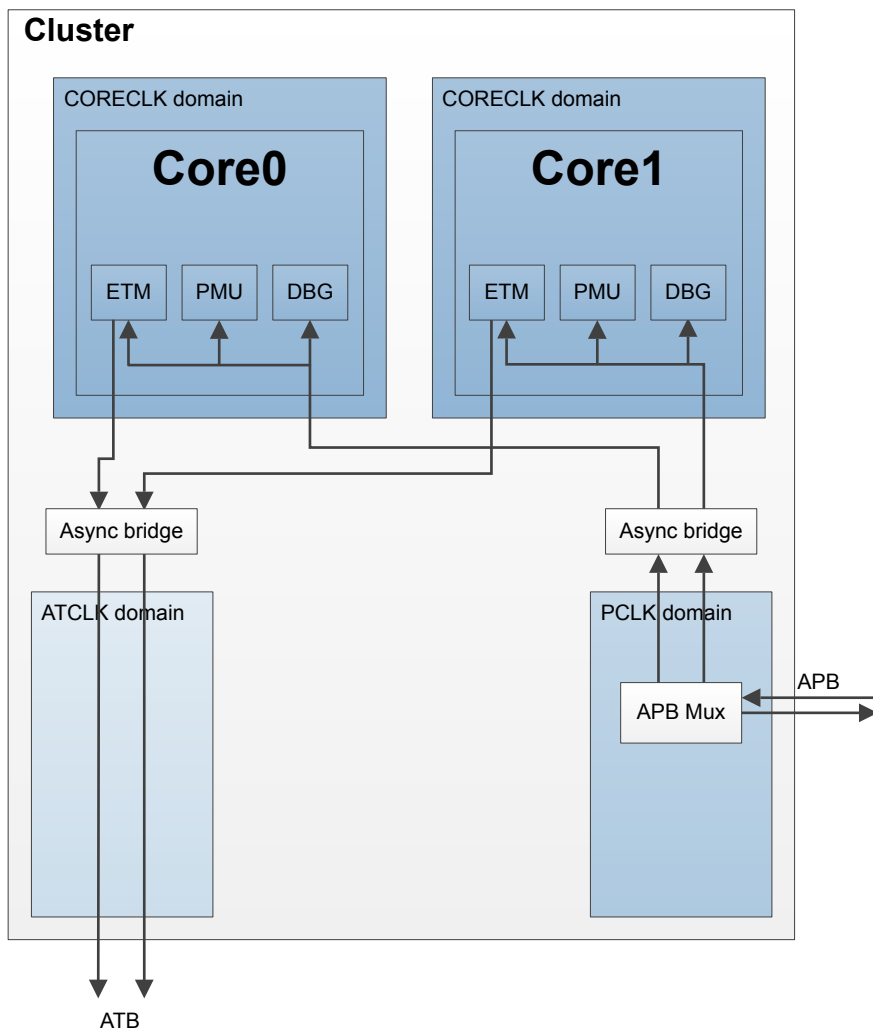 Cluster
CORECLK domain
CORECLK domain
Core0
Core1
ETM
PMU
DBG
ETM
PMU
DBG
Async bridge
Async bridge
ATCLK domain
PCLK domain
APB
APB Mux
ATB